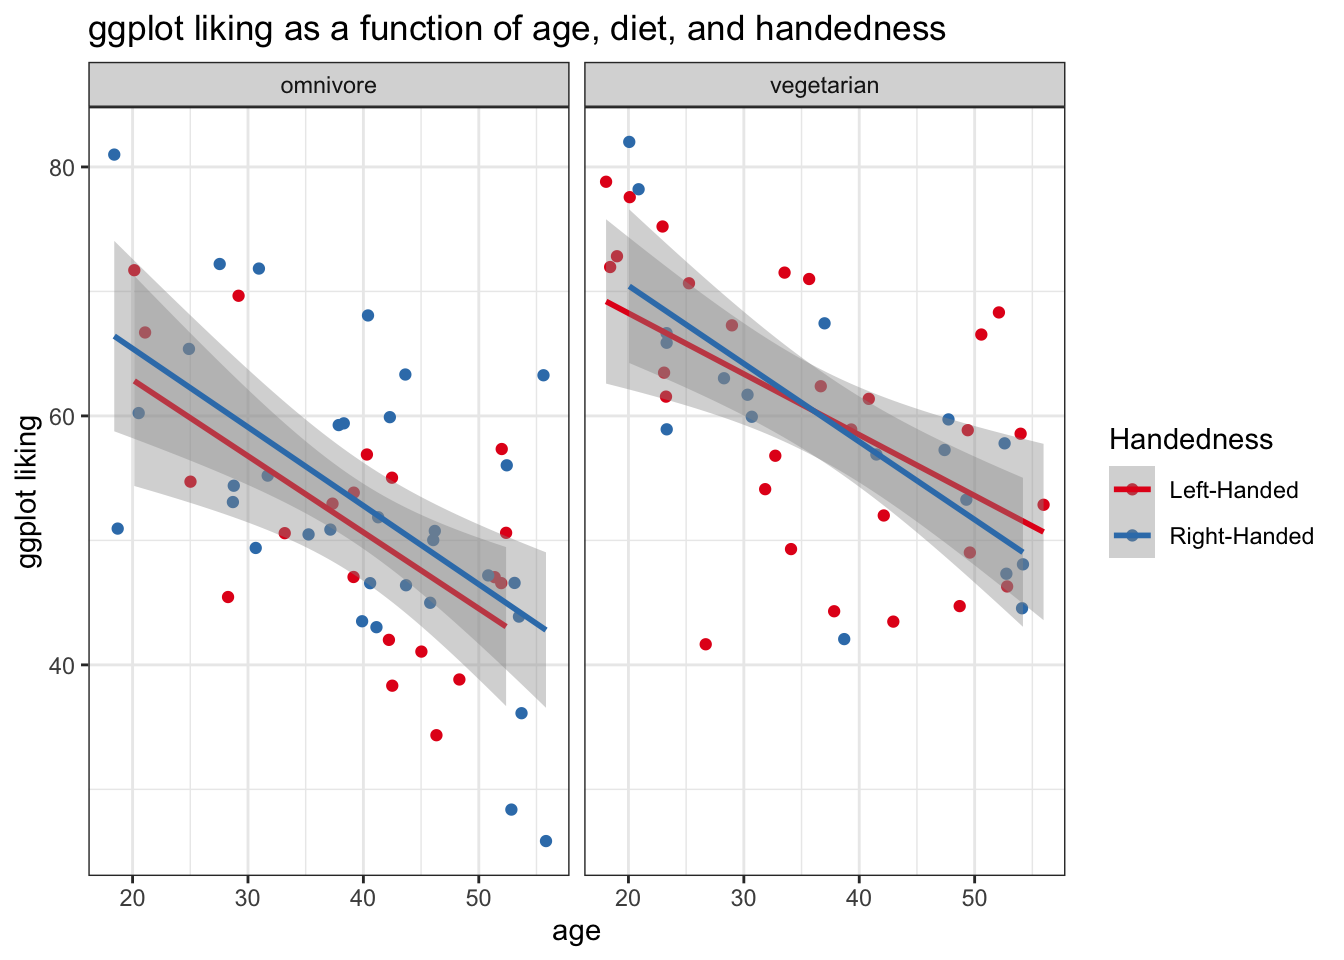 ggplot liking as a function of age, diet, and handedness
omnivore
vegetarian
80
60
40
ggplot liking
20 30 40 50
20 30 40 50
age
Handedness
Left-Handed
Right-Handed